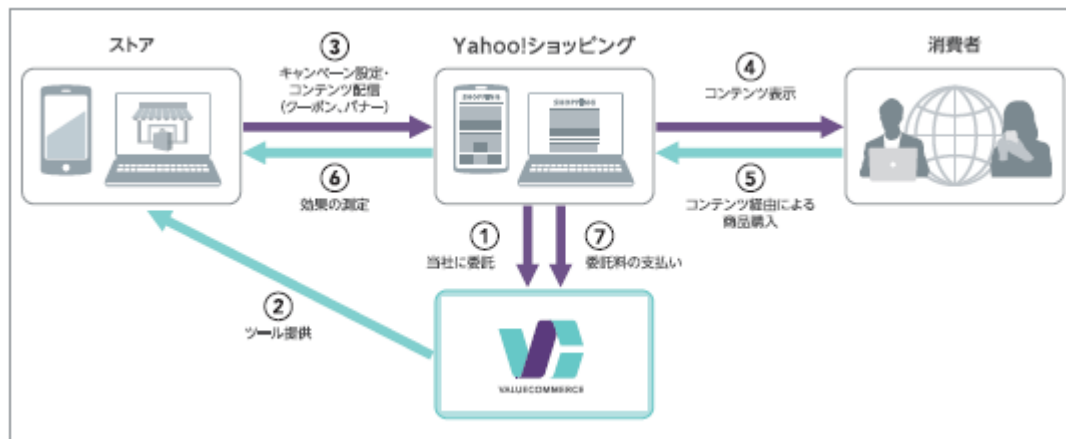 ストア
Yahoo!ショッピング
消費者
③
キャンペーン設定・
コンテンツ配信
(クーポン、バナー)
④
コンテンツ表示
SHOPPING
SHOPPING
⑥
効果の測定
⑤
コンテンツ経由による
商品購入
①
当社に委託
⑦
委託料の支払い
②
ツール提供
VALUECOMMERCE